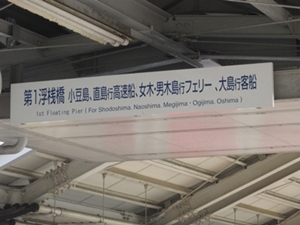 第1浮桟橋 小豆島、直島行高速船、女木・男木島行フェリー、大島行客船
1st Floating Pier ( For Shodoshima, Naoshima, Megijima・Ogijima, Oshima )